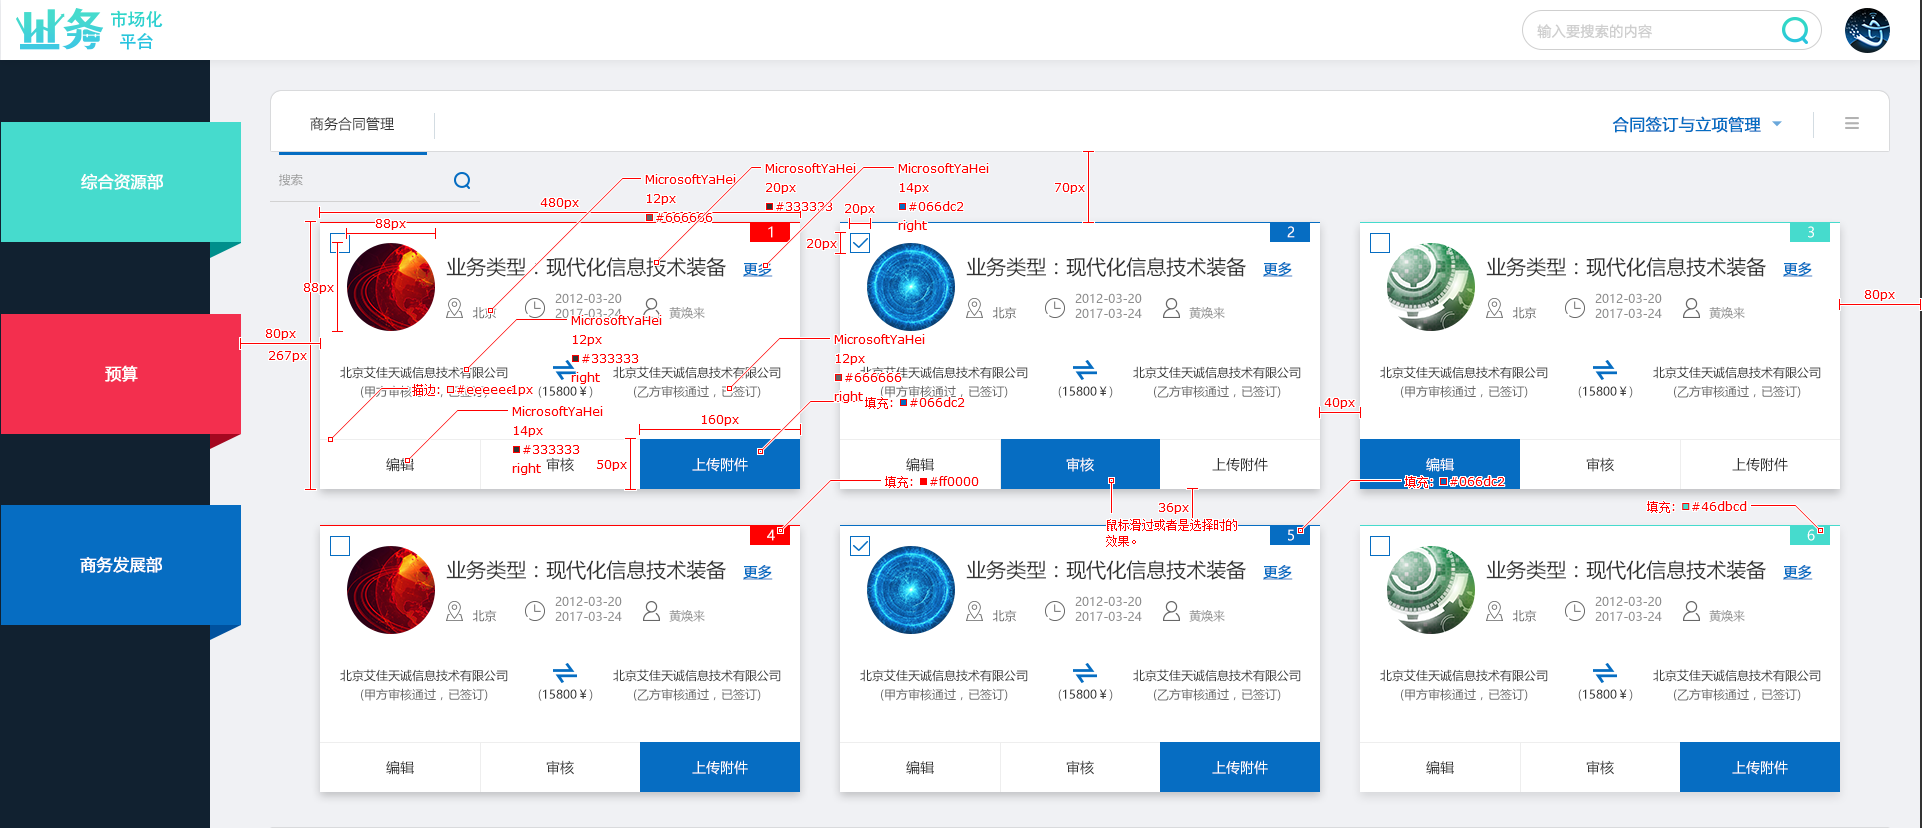 业务 市场化
平台
输入要搜索的内容
商务合同管理
合同签订与立项管理
搜索
综合资源部
预算
商务发展部
MicrosoftYaHei
12px
#666666
MicrosoftYaHei
20px
#333333
MicrosoftYaHei
14px
#066dc2
right
70px
480px
88px
20px
20px
88px
80px
267px
80px
1
业务类型：现代化信息技术装备
更多
北京
2012-03-20
2017-03-24
黄焕来
MicrosoftYaHei
12px
#333333
right
北京艾佳天诚信息技术有限公司
(甲方审核通过，已签订)
(15800￥)
北京艾佳天诚信息技术有限公司
(乙方审核通过，已签订)
描边: #eeeeee1px
MicrosoftYaHei
14px
#333333
right
160px
50px
编辑
审核
上传附件
2
业务类型：现代化信息技术装备
更多
北京
2012-03-20
2017-03-24
黄焕来
MicrosoftYaHei
12px
#666666
right
填充: #066dc2
北京艾佳天诚信息技术有限公司
(甲方审核通过，已签订)
(15800￥)
北京艾佳天诚信息技术有限公司
(乙方审核通过，已签订)
40px
编辑
审核
上传附件
3
业务类型：现代化信息技术装备
更多
北京
2012-03-20
2017-03-24
黄焕来
北京艾佳天诚信息技术有限公司
(甲方审核通过，已签订)
(15800￥)
北京艾佳天诚信息技术有限公司
(乙方审核通过，已签订)
编辑
审核
上传附件
填充: #ff0000
36px
鼠标滑过或者是选择时的
效果。
填充: #066dc2
填充: #46dbcd
4
业务类型：现代化信息技术装备
更多
北京
2012-03-20
2017-03-24
黄焕来
北京艾佳天诚信息技术有限公司
(甲方审核通过，已签订)
(15800￥)
北京艾佳天诚信息技术有限公司
(乙方审核通过，已签订)
编辑
审核
上传附件
5
业务类型：现代化信息技术装备
更多
北京
2012-03-20
2017-03-24
黄焕来
北京艾佳天诚信息技术有限公司
(甲方审核通过，已签订)
(15800￥)
北京艾佳天诚信息技术有限公司
(乙方审核通过，已签订)
编辑
审核
上传附件
6
业务类型：现代化信息技术装备
更多
北京
2012-03-20
2017-03-24
黄焕来
北京艾佳天诚信息技术有限公司
(甲方审核通过，已签订)
(15800￥)
北京艾佳天诚信息技术有限公司
(乙方审核通过，已签订)
编辑
审核
上传附件